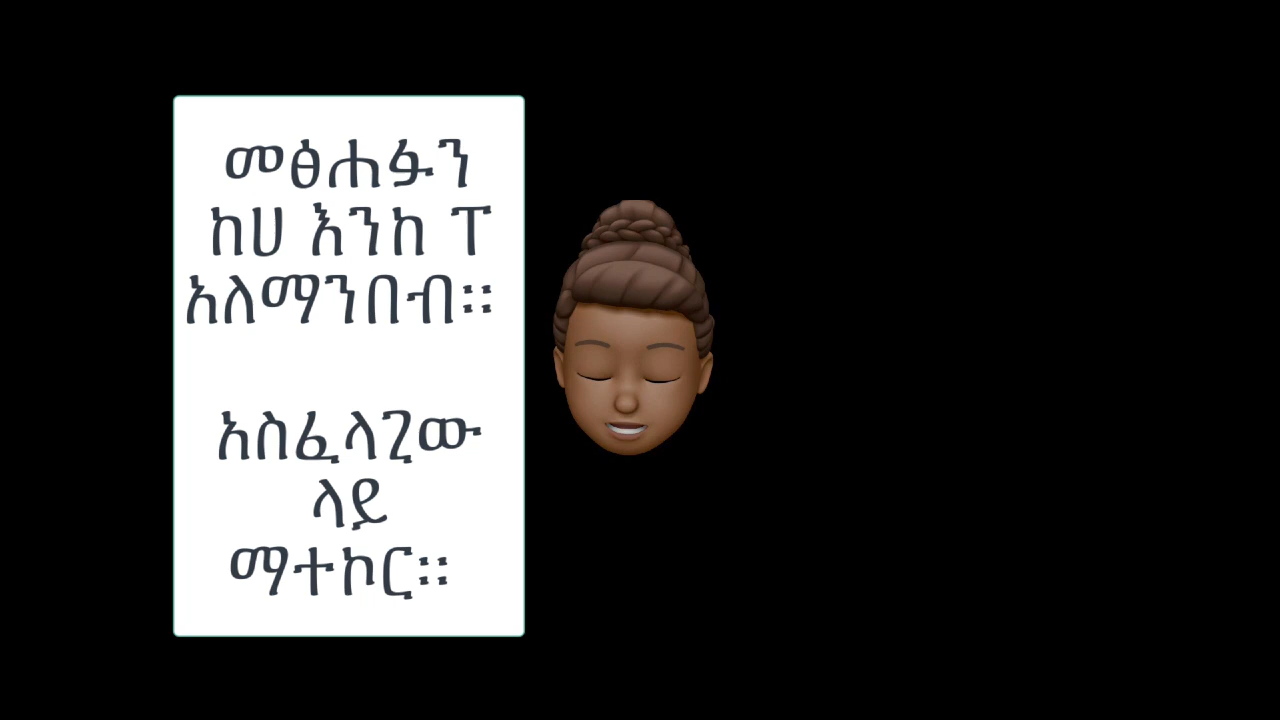 መፅሐፉን
ከሀ እንከ ፐ
አለማንበብ፡፡
አስፈላጊው
ላይ
ማተኮር፡፡